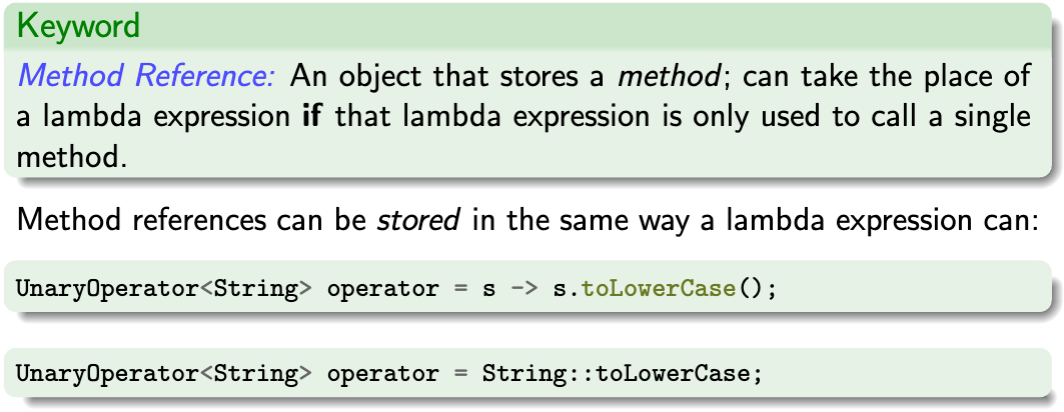 Keyword
Method Reference: An object that stores a method; can take the place of
a lambda expression if that lambda expression is only used to call a single
method.
Method references can be stored in the same way a lambda expression can:
UnaryOperator<String> operator = s -> s.toLowerCase();
UnaryOperator<String> operator = String::toLowerCase;